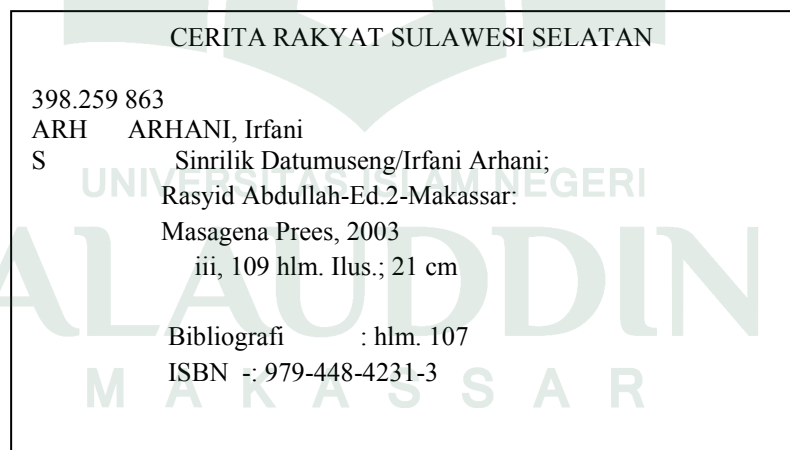 CERITA RAKYAT SULAWESI SELATAN
398.259 863
ARH ARHANI, Irfani
S Sinrilik Datumuseng/Irfani Arhani;
Rasyid Abdullah-Ed.2-Makassar:
Masagena Prees, 2003
iii, 109 hlm. Ilus.; 21 cm
Bibliografi : hlm. 107
ISBN -: 979-448-4231-3
UNIVERSITAS ISLAM NEGERI
ALAUDDIN
MAKASSAR